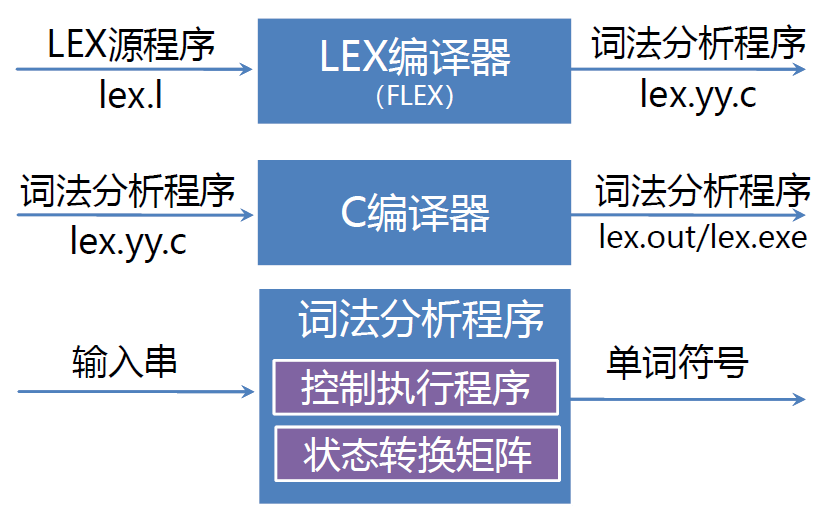 LEX源程序
lex.l
LEX编译器
（FLEX）
词法分析程序
lex.yy.c
词法分析程序
lex.yy.c
C编译器
词法分析程序
lex.out/lex.exe
输入串
词法分析程序
控制执行程序
状态转换矩阵
单词符号